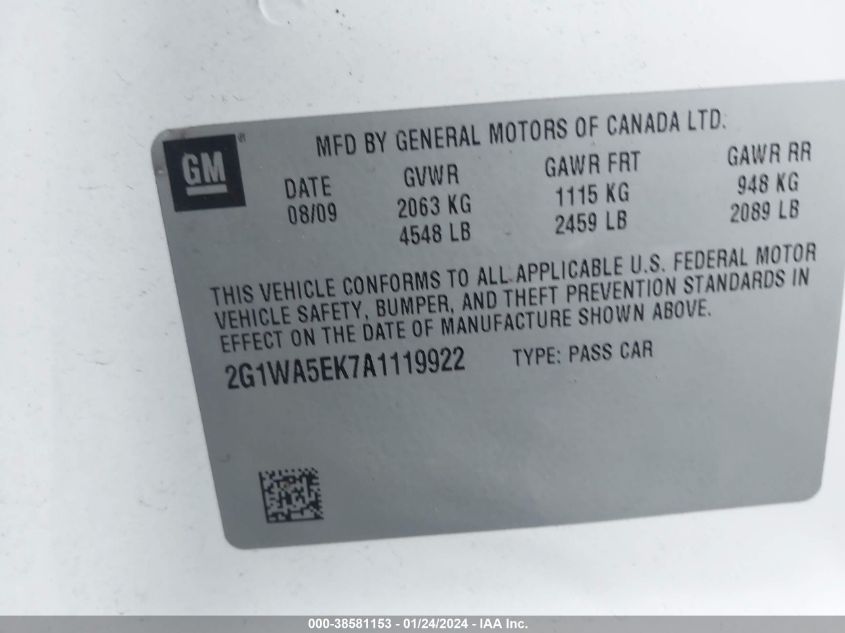 GM ®
MFD BY GENERAL MOTORS OF CANADA LTD.
DATE GVWR GAWR FRT GAWR RR
08/09 2063 KG 1115 KG 948 KG
4548 LB 2459 LB 2089 LB
THIS VEHICLE CONFORMS TO ALL APPLICABLE U.S. FEDERAL MOTOR
VEHICLE SAFETY, BUMPER, AND THEFT PREVENTION STANDARDS IN
EFFECT ON THE DATE OF MANUFACTURE SHOWN ABOVE.
2G1WA5EK7A1119922 TYPE: PASS CAR
000-38581153 - 01/24/2024 - IAA Inc.